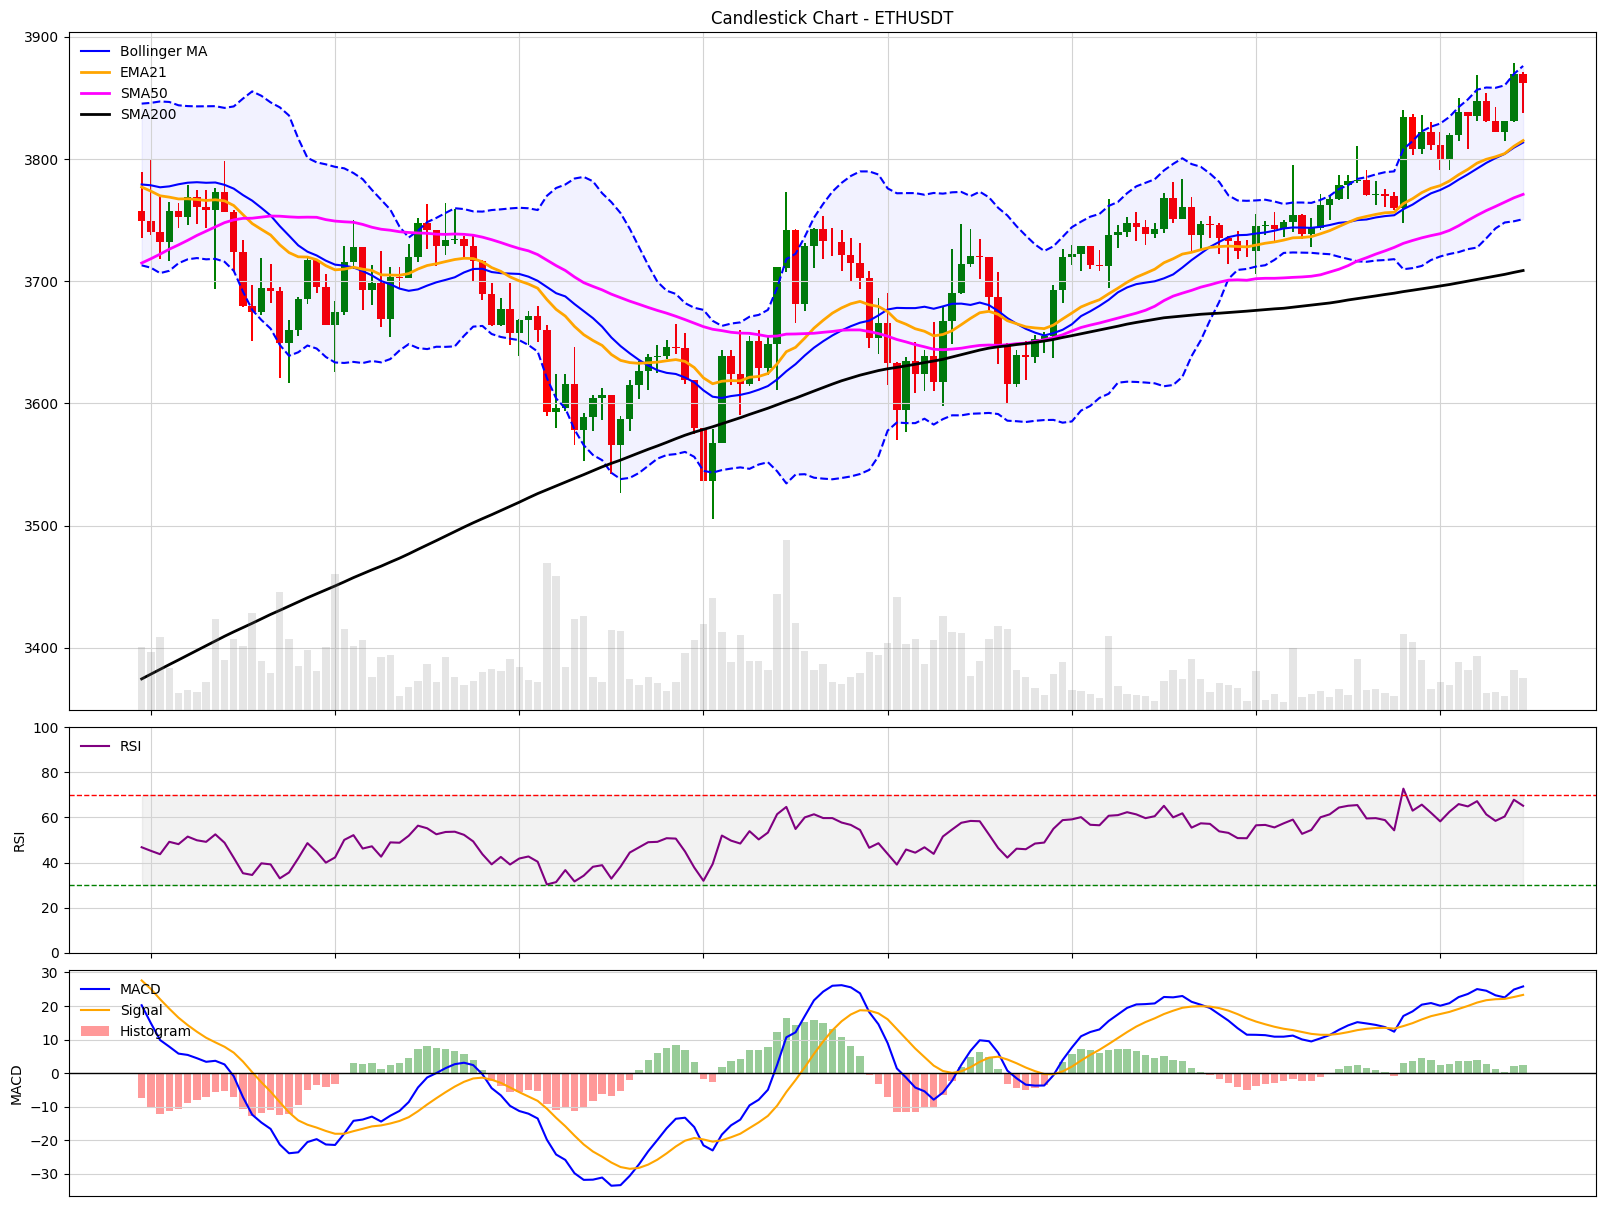 Candlestick Chart - ETHUSDT
3900
3800
3700
3600
3500
3400
Bollinger MA
EMA21
SMA50
SMA200
100
80
60
40
20
0
RSI
RSI
30
20
10
0
−10
−20
−30
MACD
MACD
Signal
Histogram